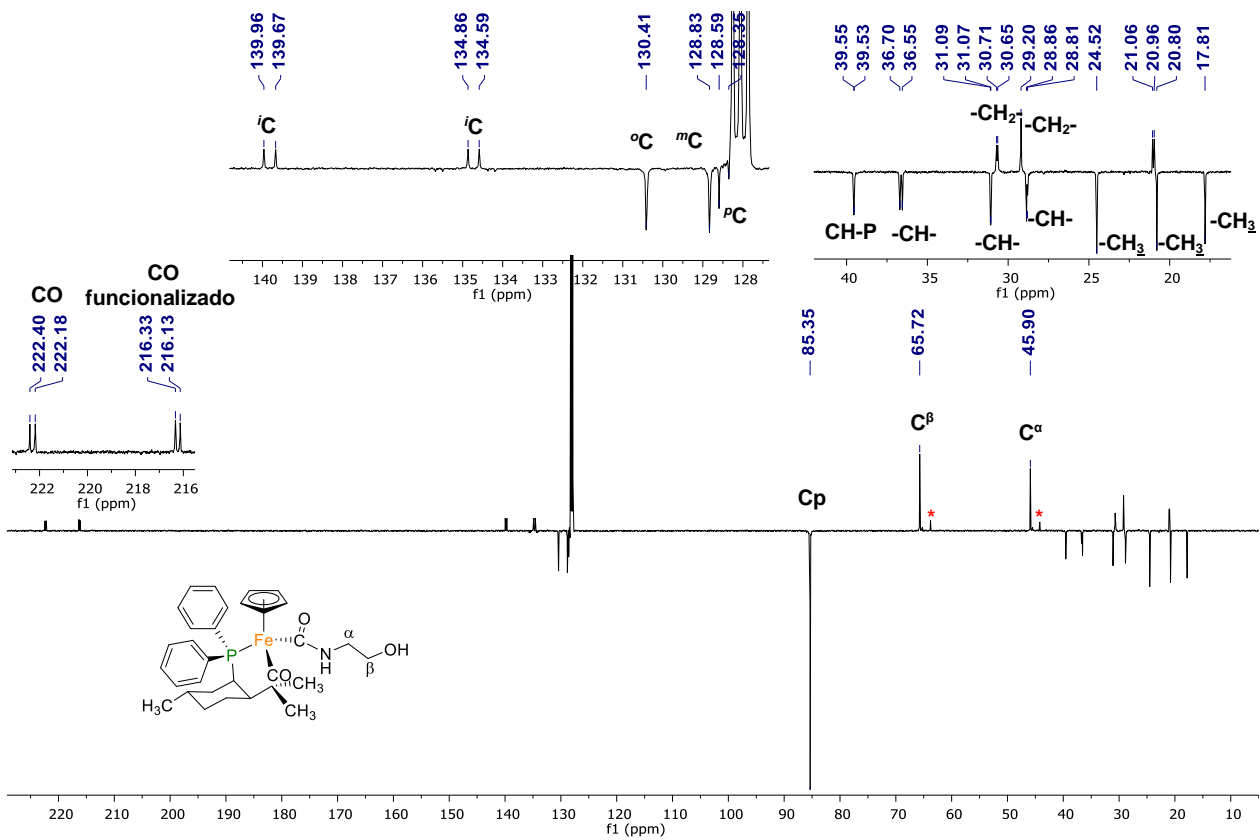 139.96
139.67
134.86
134.59
130.41
128.83
128.59
128.35
iC
iC
oC
mC
pC
140 139 138 137 136 135 134 133 132 131 130 129 128
f1 (ppm)
39.55
39.53
36.70
36.55
31.09
31.07
30.71
30.65
29.20
28.86
28.81
24.52
21.06
20.96
20.80
17.81
-CH2-
-CH2-
CH-P
-CH-
-CH-
-CH-
-CH3
-CH3
-CH3
40 35 30 25 20
f1 (ppm)
CO
CO
funcionalizado
222.40
222.18
216.33
216.13
222 220 218 216
f1 (ppm)
85.35
65.72
45.90
Cp
Cβ
*
Cα
*
Fe
P
O
C
N
H
α
β
OH
CO
CH3
CH3
H3C
220 210 200 190 180 170 160 150 140 130 120 110 100 90 80 70 60 50 40 30 20 10
f1 (ppm)